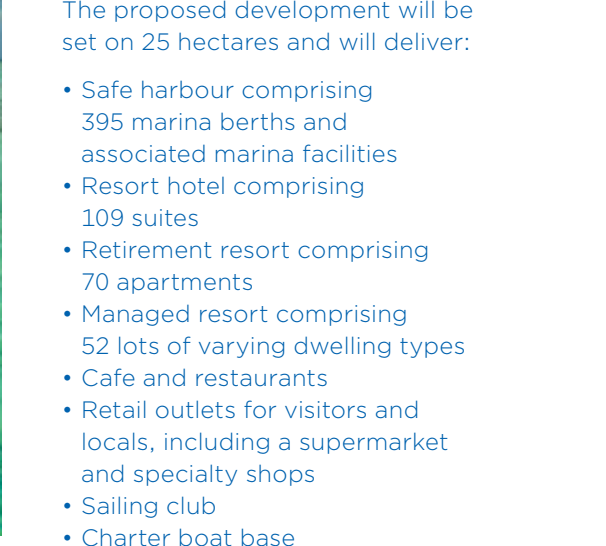 The proposed development will be
set on 25 hectares and will deliver:
• Safe harbour comprising
395 marina berths and
associated marina facilities
• Resort hotel comprising
109 suites
• Retirement resort comprising
70 apartments
• Managed resort comprising
52 lots of varying dwelling types
• Cafe and restaurants
• Retail outlets for visitors and
locals, including a supermarket
and specialty shops
• Sailing club
• Charter boat base